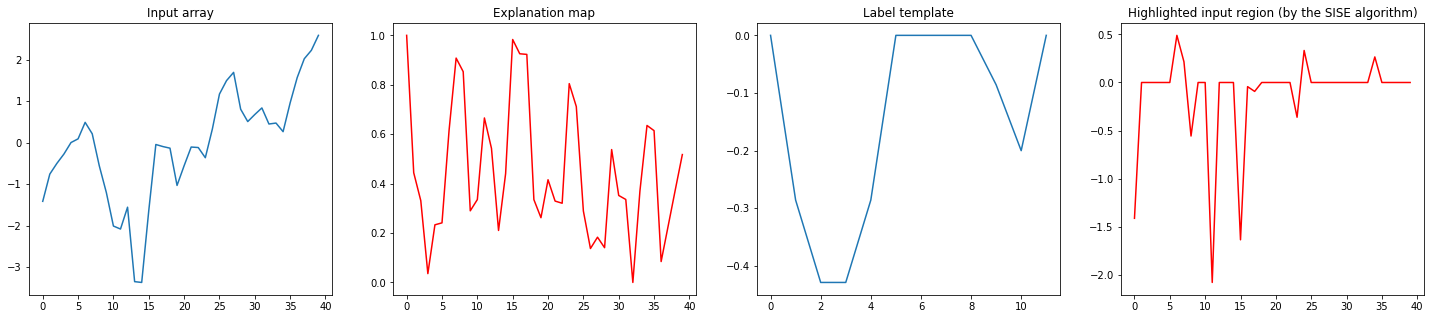 Input array
Explanation map
Label template
Highlighted input region (by the SISE algorithm)
2
1
0
−1
−2
−3
0 5 10 15 20 25 30 35 40
1.0
0.8
0.6
0.4
0.2
0.0
0 5 10 15 20 25 30 35 40
0.0
−0.1
−0.2
−0.3
−0.4
0 2 4 6 8 10
0.5
0.0
−0.5
−1.0
−1.5
−2.0
0 5 10 15 20 25 30 35 40